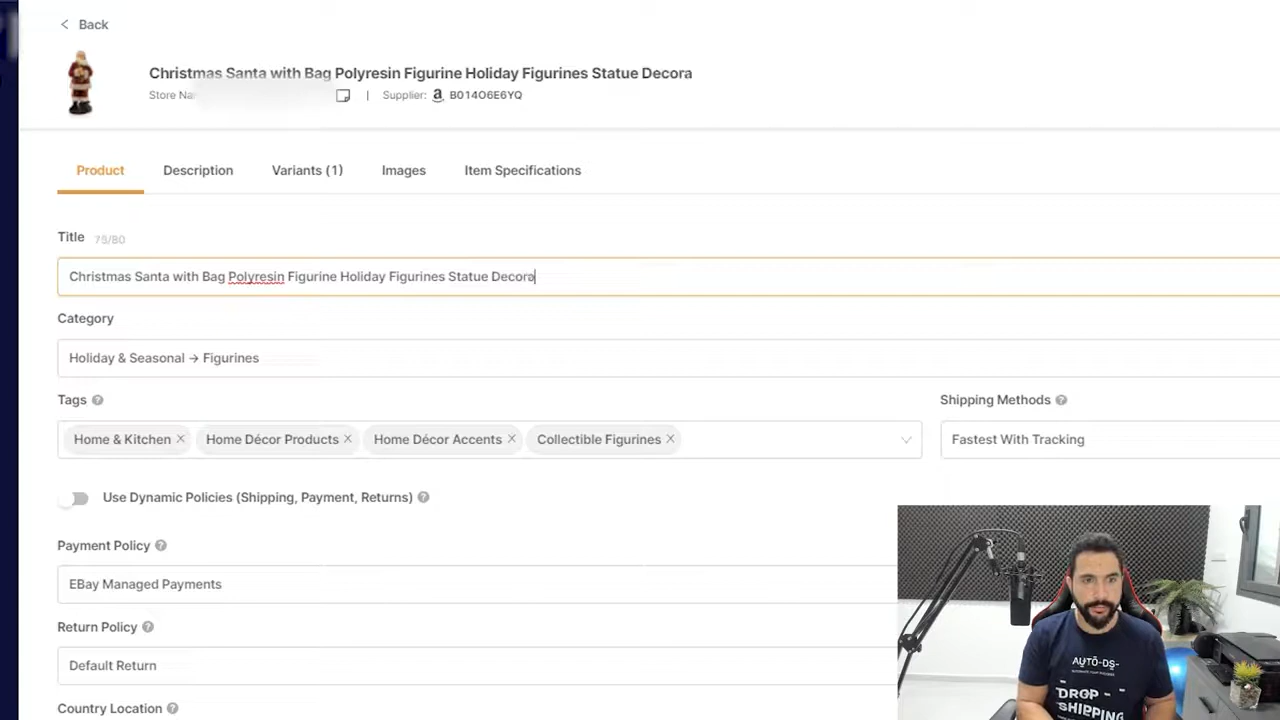 Back
Christmas Santa with Bag Polyresin Figurine Holiday Figurines Statue Decora
Store
Supplier: a B014O6E6YQ
Product Description Variants (1) Images Item Specifications
Title 75/80
Christmas Santa with Bag Polyresin Figurine Holiday Figurines Statue Decora
Category
Holiday & Seasonal → Figurines
Tags Shipping Methods
Home & Kitchen Home Décor Products Home Décor Accents Collectible Figurines Fastest With Tracking
Use Dynamic Policies (Shipping, Payment, Returns)
Payment Policy
EBay Managed Payments
Return Policy
Default Return
Country Location
AUTO-DS-
DROP
SHIPPING